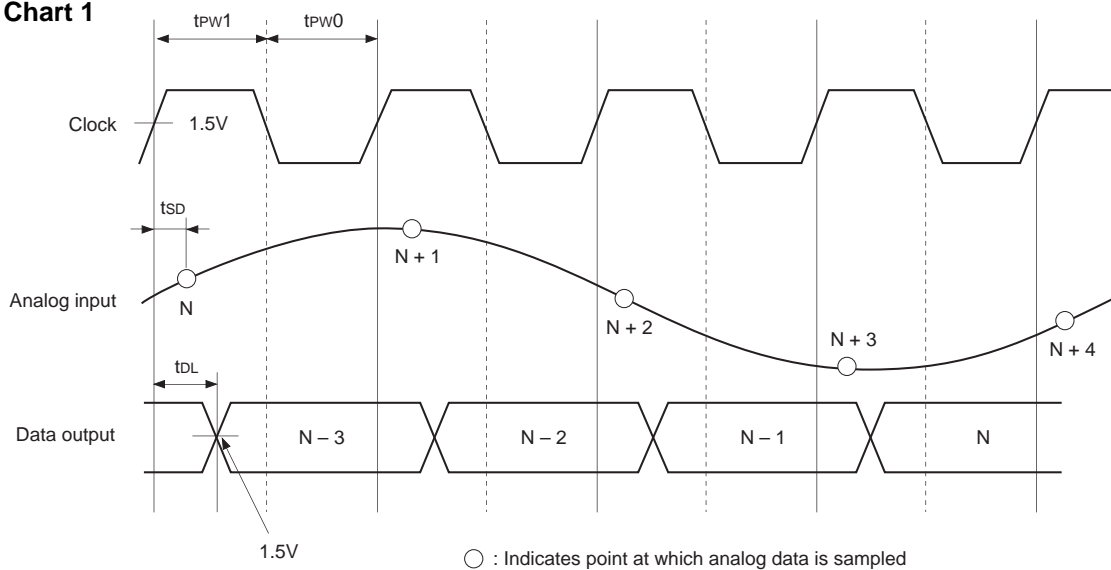 Chart 1
tPW1
tPW0
Clock
1.5V
tSD
N + 1
Analog input
N
N + 2
N + 3
N + 4
tDL
Data output
N – 3
N – 2
N – 1
N
1.5V
: Indicates point at which analog data is sampled